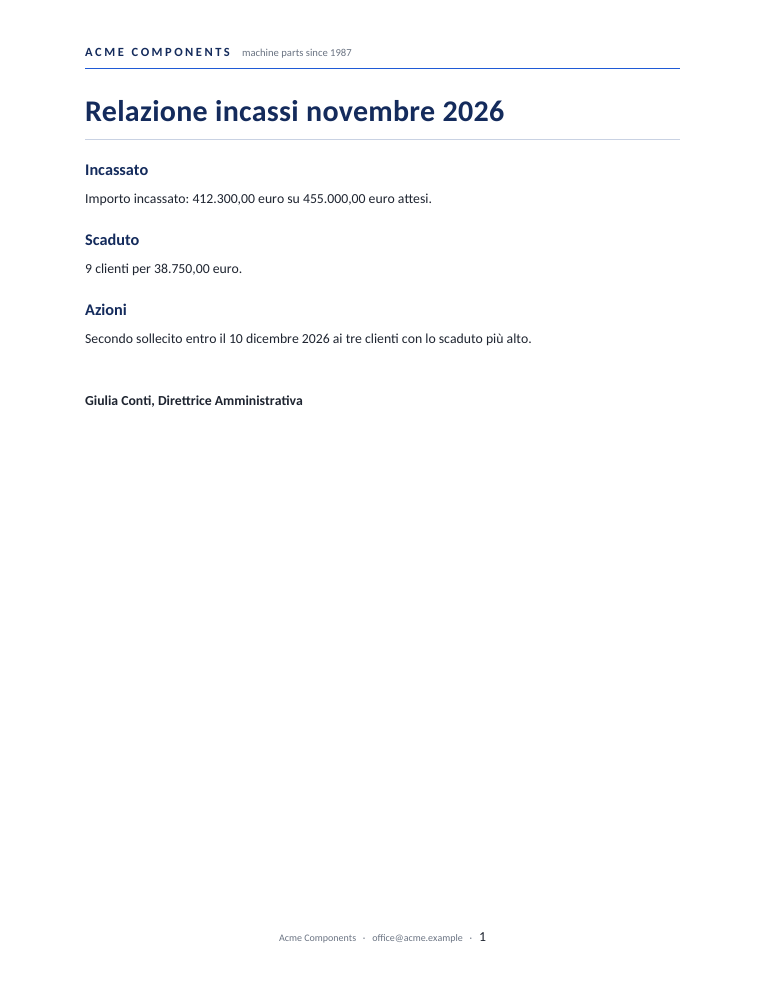 ACME COMPONENTS machine parts since 1987
Relazione incassi novembre 2026
Incassato
Importo incassato: 412.300,00 euro su 455.000,00 euro attesi.
Scaduto
9 clienti per 38.750,00 euro.
Azioni
Secondo sollecito entro il 10 dicembre 2026 ai tre clienti con lo scaduto più alto.
Giulia Conti, Direttrice Amministrativa
Acme Components · office@acme.example · 1